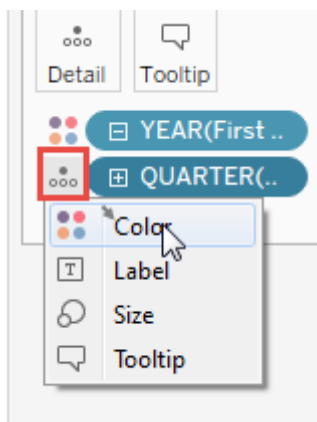 Detail Tooltip
YEAR(First ..
QUARTER(..
Color
T Label
Size
Tooltip